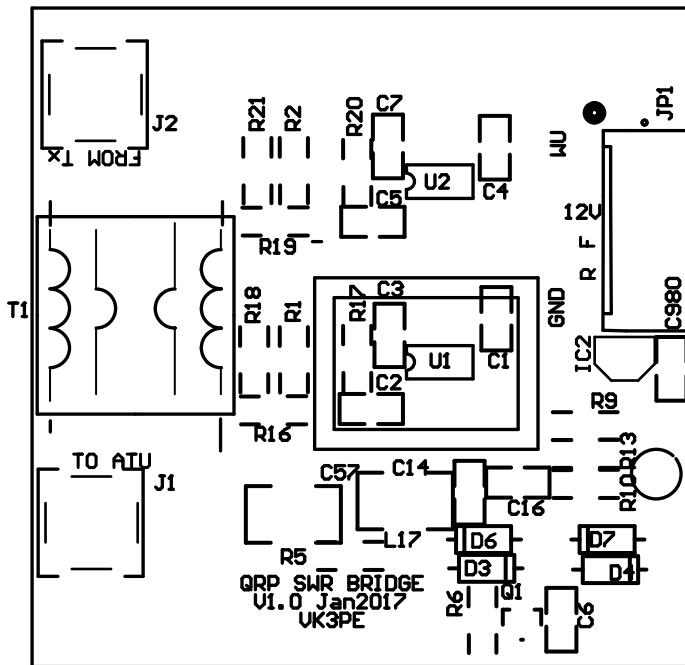 J2
FROM Tx
R21
R2
R20
C7
U2
C5
C4
JP1
WU
12V
F
R
R19
T1
R18
R1
R17
C3
U1
C1
C2
GND
C980
IC2
R9
R16
R13
R10
TO ATU
J1
C57
C14
L17
C16
R5
D6
D7
D3
D4
QRP SWR BRIDGE
V1.0 Jan2017
VK3PE
R6
Q1
C6